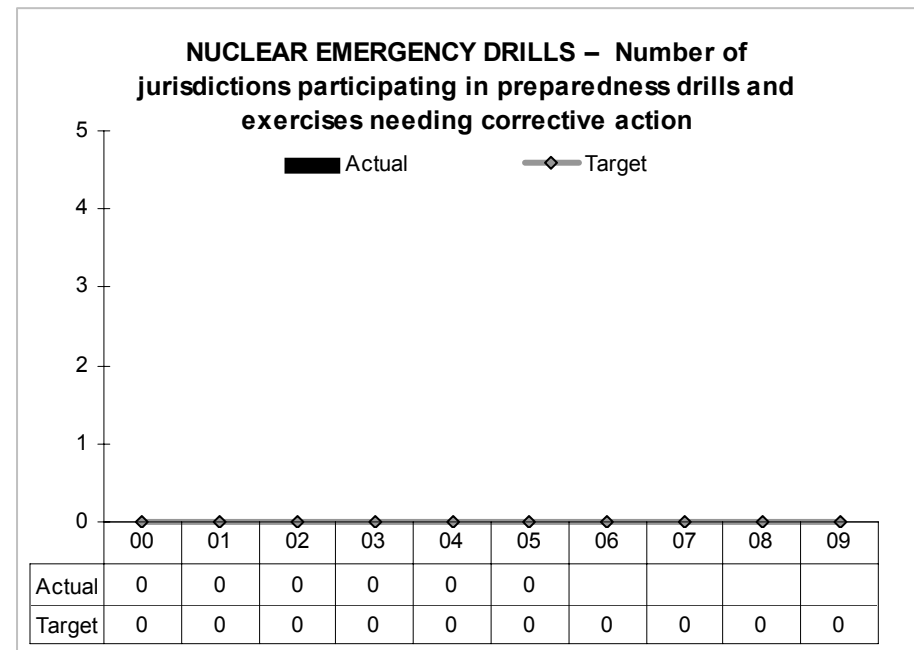 NUCLEAR EMERGENCY DRILLS – Number of
jurisdictions participating in preparedness drills and
exercises needing corrective action
Actual Target
5
4
3
2
1
0
00 01 02 03 04 05 06 07 08 09
Actual 0 0 0 0 0 0
Target 0 0 0 0 0 0 0 0 0 0